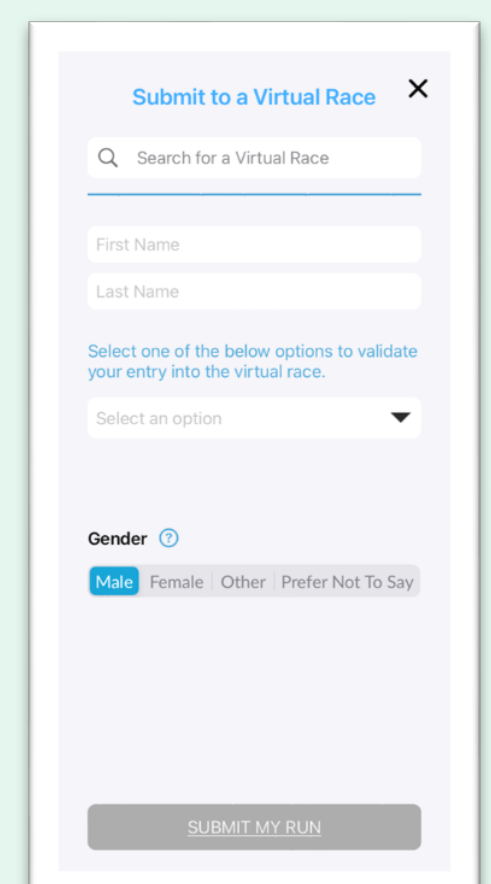 Submit to a Virtual Race
Search for a Virtual Race
First Name
Last Name
Select one of the below options to validate
your entry into the virtual race.
Select an option
Gender ?
Male Female Other Prefer Not To Say
SUBMIT MY RUN